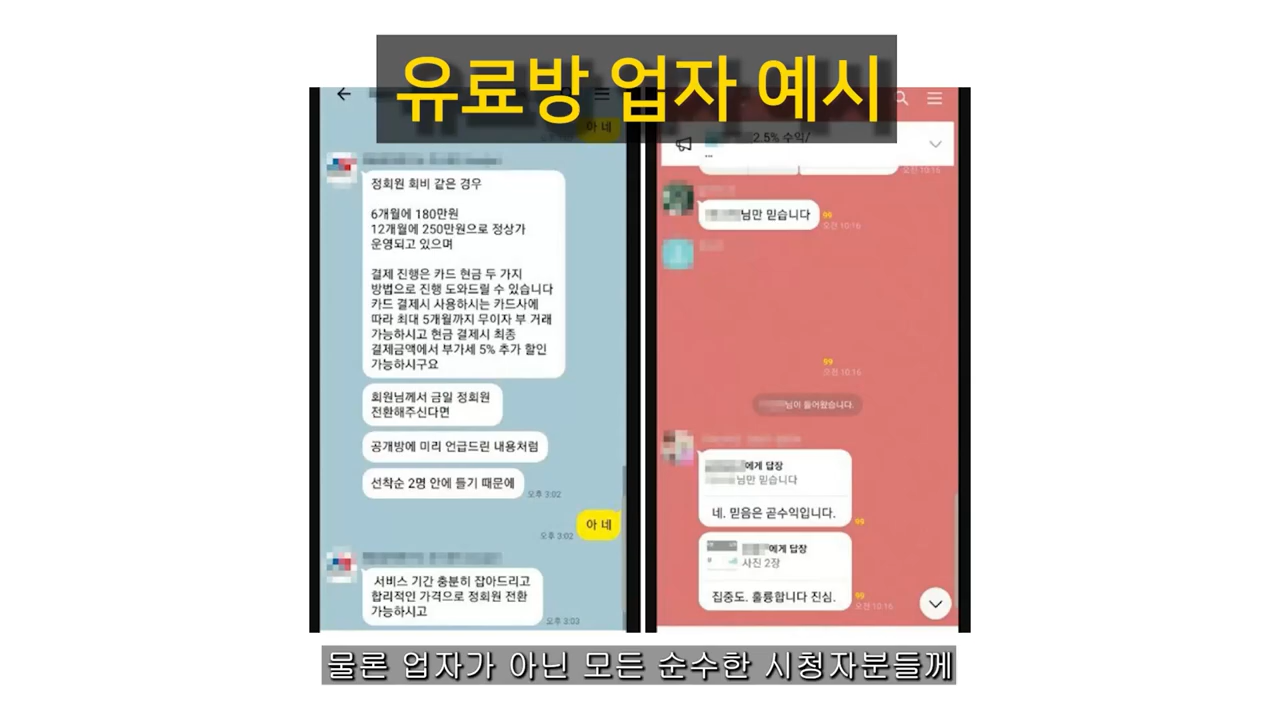 유료방 업자 예시
아 네
정회원 회비 같은 경우
6개월에 180만원
12개월에 250만원으로 정상가
운영되고 있으며
결제 진행은 카드 현금 두 가지
방법으로 진행 도와드릴 수 있습니다
카드 결제시 사용하시는 카드사에
따라 최대 5개월까지 무이자 부 거래
가능하시고 현금 결제시 최종
결제금액에서 부가세 5% 추가 할인
가능하시구요
회원님께서 금일 정회원
전환해주신다면
공개방에 미리 언급드린 내용처럼
선착순 2명 안에 들기 때문에
오후 3:02
아 네
오후 3:02
서비스 기간 충분히 잡아드리고
합리적인 가격으로 정회원 전환
가능하시고
오후 3:03
2.5% 수익/
...
오전 10:16
님만 믿습니다
99
오전 10:16
99
오전 10:16
님이 들어왔습니다.
에게 답장
님만 믿습니다
네. 믿음은 곧수익입니다.
99
에게 답장
사진 2장
집중도. 훌륭합니다 진심.
99
오전 10:16
물론 업자가 아닌 모든 순수한 시청자분들께